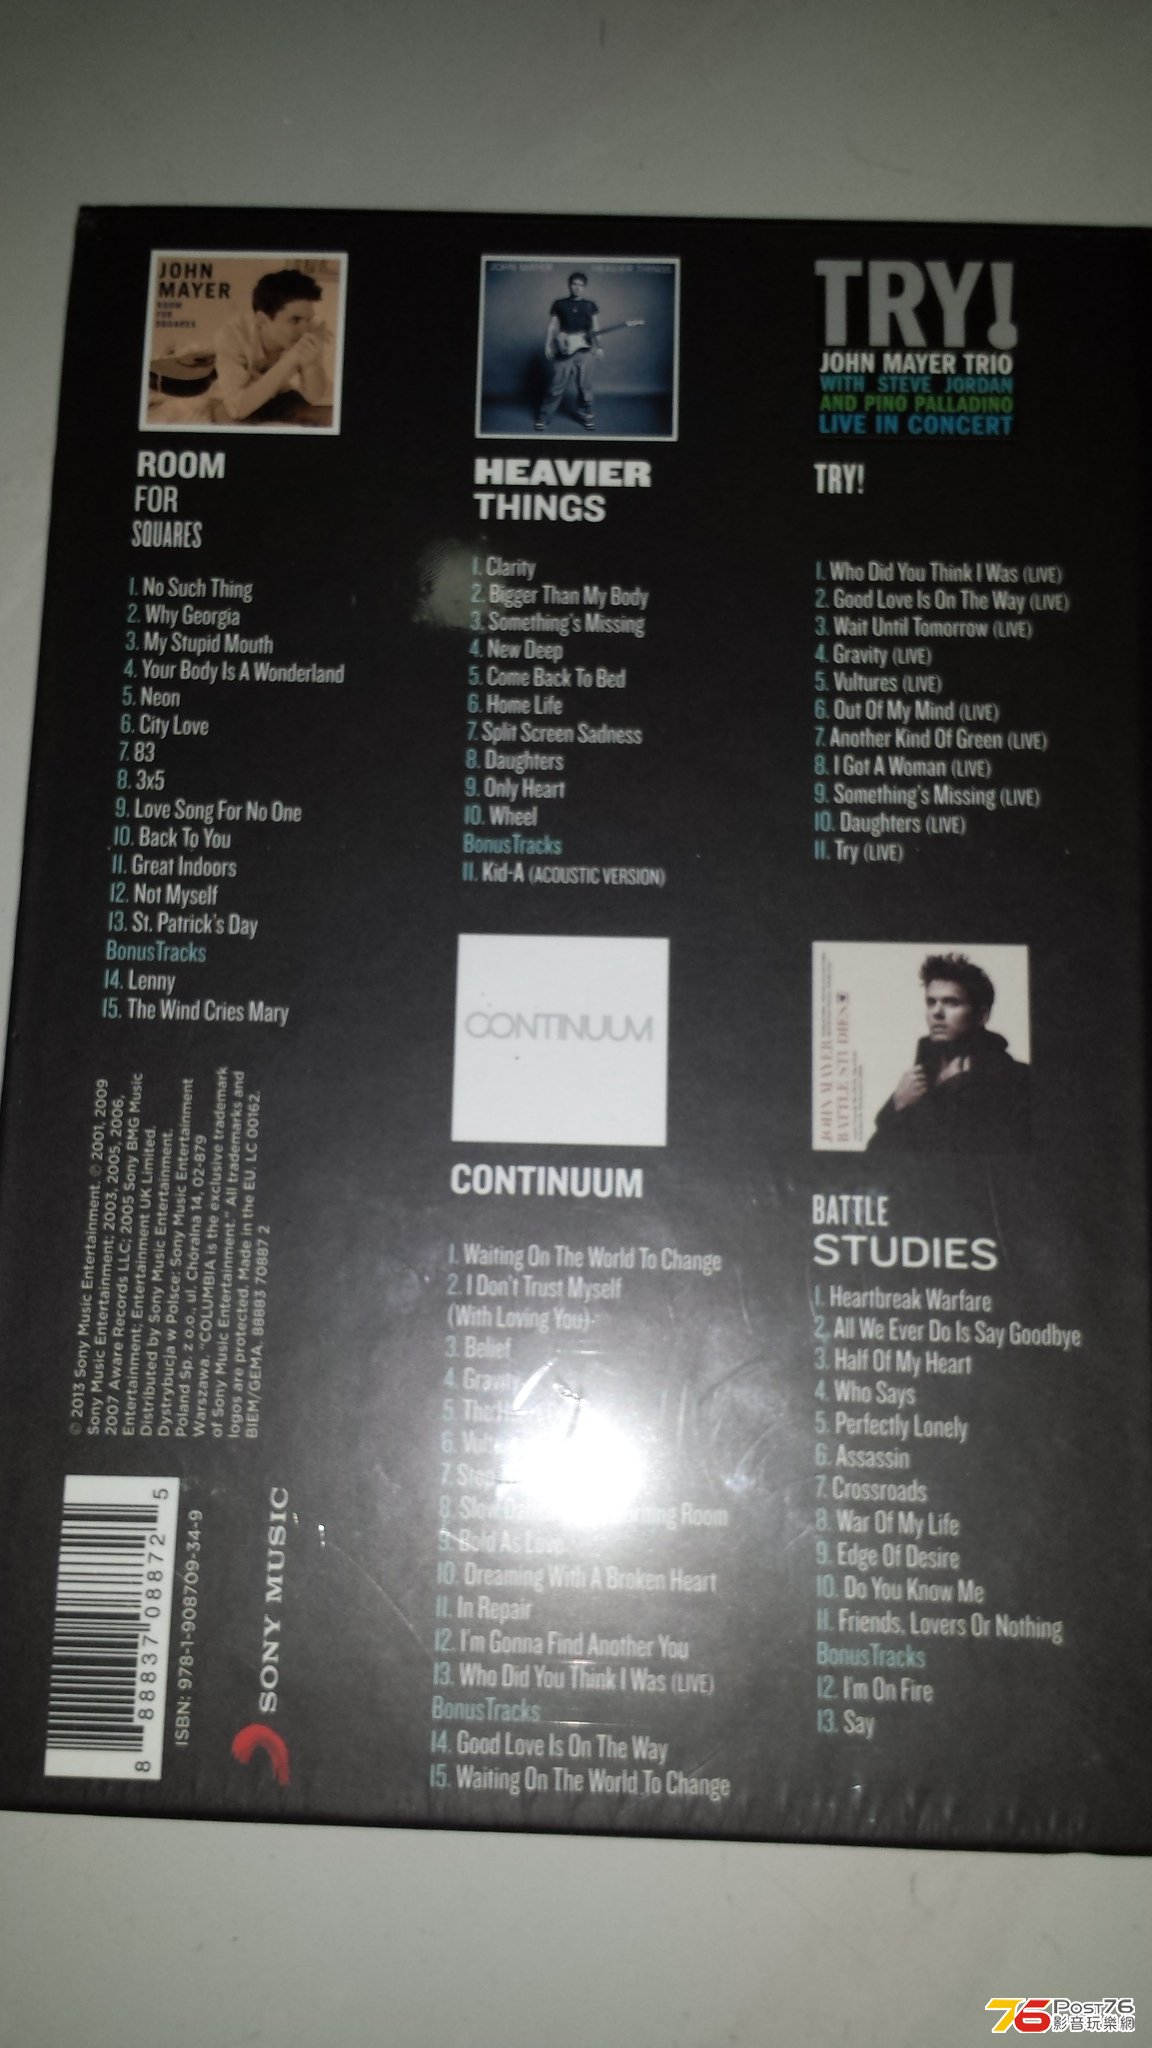 JOHN
MAYER
ROOM
FOR
SQUARES
ROOM
FOR
SQUARES
1. No Such Thing
2. Why Georgia
3. My Stupid Mouth
4. Your Body Is A Wonderland
5. Neon
6. City Love
7. 83
8. 3x5
9. Love Song For No One
10. Back To You
11. Great Indoors
12. Not Myself
13. St. Patrick's Day
BonusTracks
14. Lenny
15. The Wind Cries Mary
JOHN MAYER HEAVIER THINGS
HEAVIER
THINGS
1. Clarity
2. Bigger Than My Body
3. Something's Missing
4. New Deep
5. Come Back To Bed
6. Home Life
7. Split Screen Sadness
8. Daughters
9. Only Heart
10. Wheel
BonusTracks
11. Kid-A (ACOUSTIC VERSION)
TRY!
JOHN MAYER TRIO
WITH STEVE JORDAN
AND PINO PALLADINO
LIVE IN CONCERT
TRY!
1. Who Did You Think I Was (LIVE)
2. Good Love Is On The Way (LIVE)
3. Wait Until Tomorrow (LIVE)
4. Gravity (LIVE)
5. Vultures (LIVE)
6. Out Of My Mind (LIVE)
7. Another Kind Of Green (LIVE)
8. I Got A Woman (LIVE)
9. Something's Missing (LIVE)
10. Daughters (LIVE)
11. Try (LIVE)
CONTINUUM
CONTINUUM
1. Waiting On The World To Change
2. I Don't Trust Myself
(With Loving You)
3. Belief
4. Gravity
5. The
6.
7. Stop
8. Slow Room
9. Bold As Love
10. Dreaming With A Broken Heart
11. In Repair
12. I'm Gonna Find Another You
13. Who Did You Think I Was (LIVE)
BonusTracks
14. Good Love Is On The Way
15. Waiting On The World To Change
JOHN MAYER
BATTLE STUDIES
BATTLE
STUDIES
1. Heartbreak Warfare
2. All We Ever Do Is Say Goodbye
3. Half Of My Heart
4. Who Says
5. Perfectly Lonely
6. Assassin
7. Crossroads
8. War Of My Life
9. Edge Of Desire
10. Do You Know Me
11. Friends, Lovers Or Nothing
BonusTracks
12. I'm On Fire
13. Say
© 2013 Sony Music Entertainment. ℗ 2001, 2009
Sony Music Entertainment; 2003, 2005, 2006,
2007 Aware Records LLC; 2005 Sony BMG Music
Entertainment; Entertainment UK Limited.
Distributed by Sony Music Entertainment.
Dystrybucja w Polsce: Sony Music Entertainment
Poland Sp. z o.o. ul. Chóralna 14, 02-879
Warszawa. "COLUMBIA is the exclusive trademark
of Sony Music Entertainment." All trademarks and
logos are protected. Made in the EU. LC 00162.
BIEM/GEMA. 88883 70887 2
8 88837 08872 5
ISBN: 978-1-908709-34-9
SONY MUSIC
76 Post76
影音玩樂網